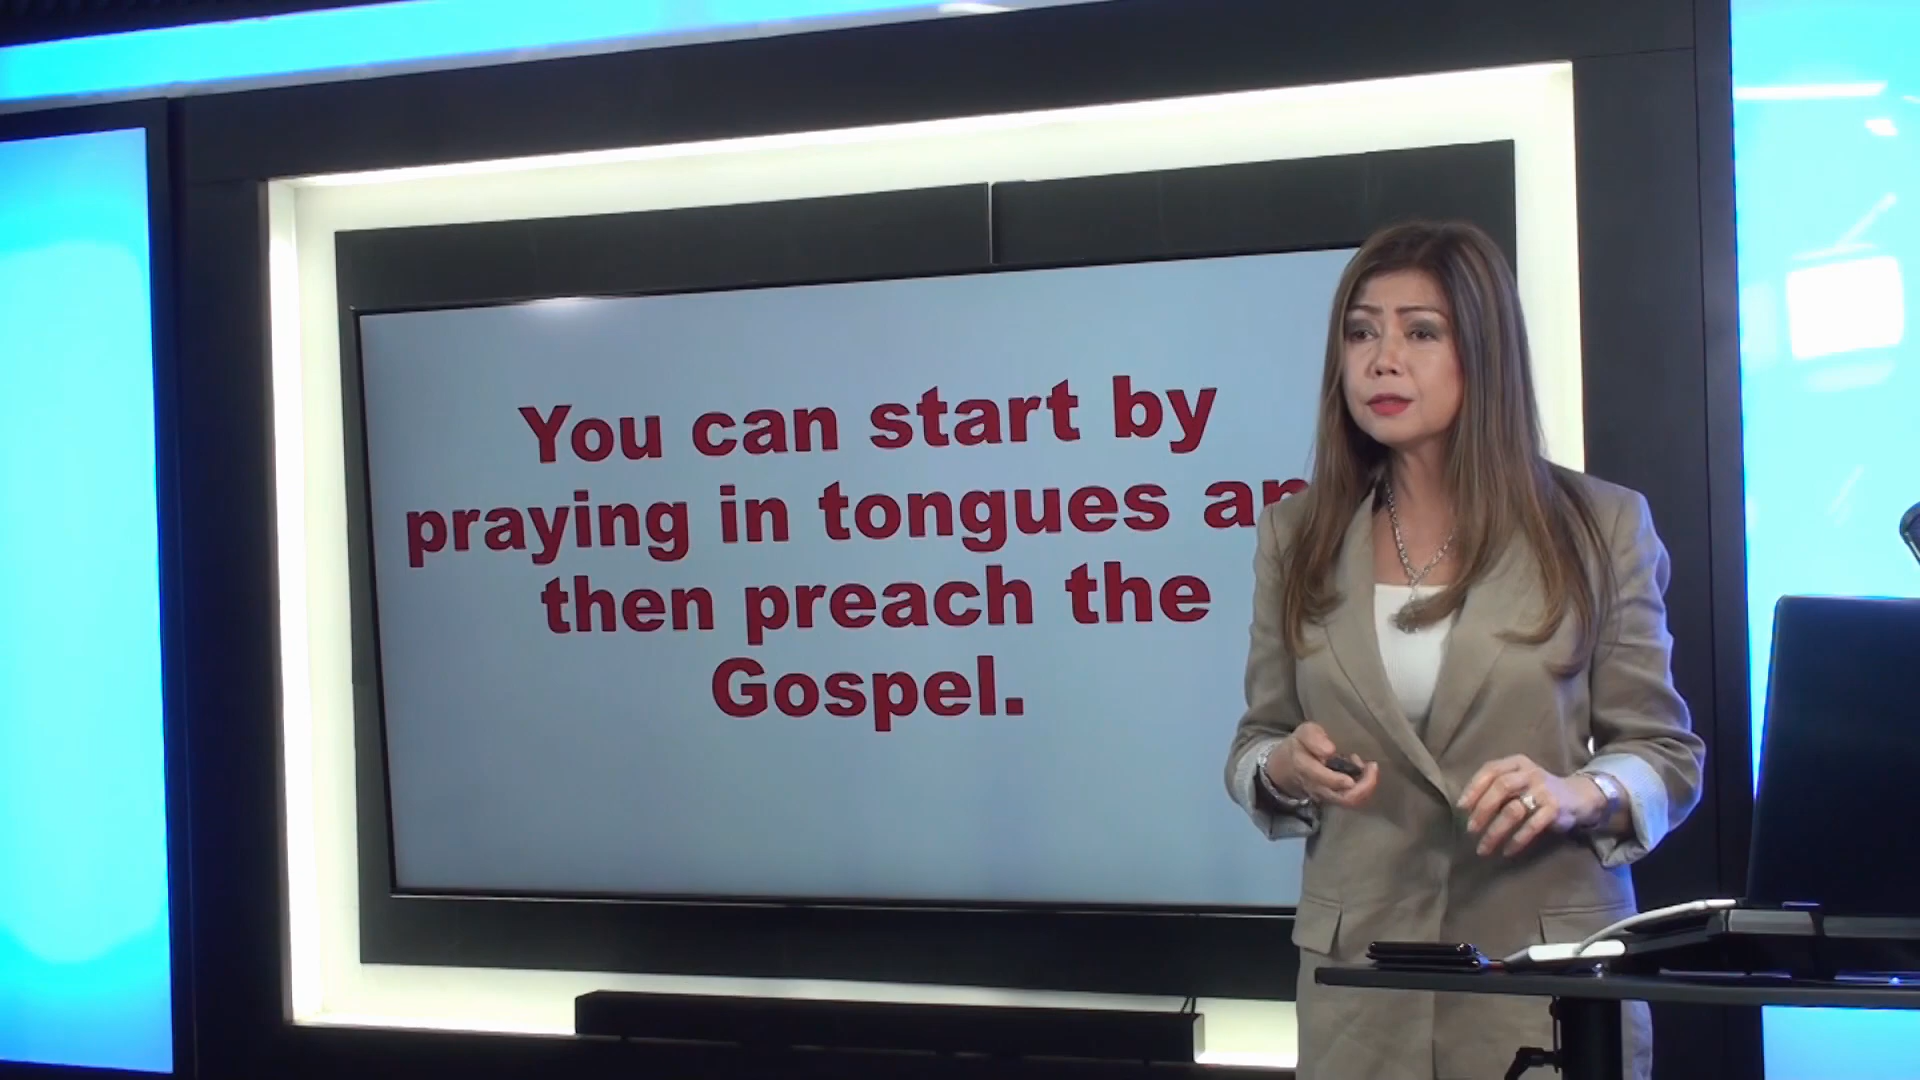 You can start by
praying in tongues an
then preach the
Gospel.